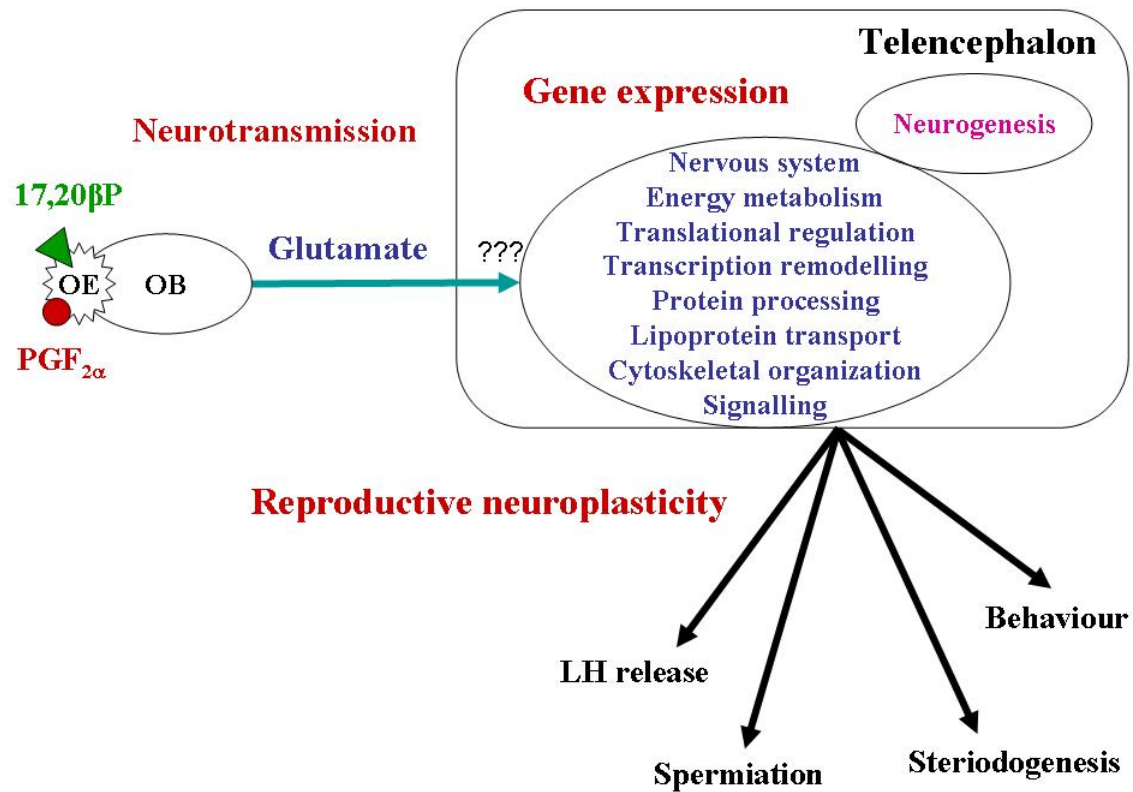 Telencephalon
Gene expression
Neurogenesis
Neurotransmission
Nervous system
Energy metabolism
Translational regulation
Transcription remodelling
Protein processing
Lipoprotein transport
Cytoskeletal organization
Signalling
17,20βP
Glutamate
???
OE
OB
PGF2α
Reproductive neuroplasticity
Behaviour
LH release
Steriodogenesis
Spermiation